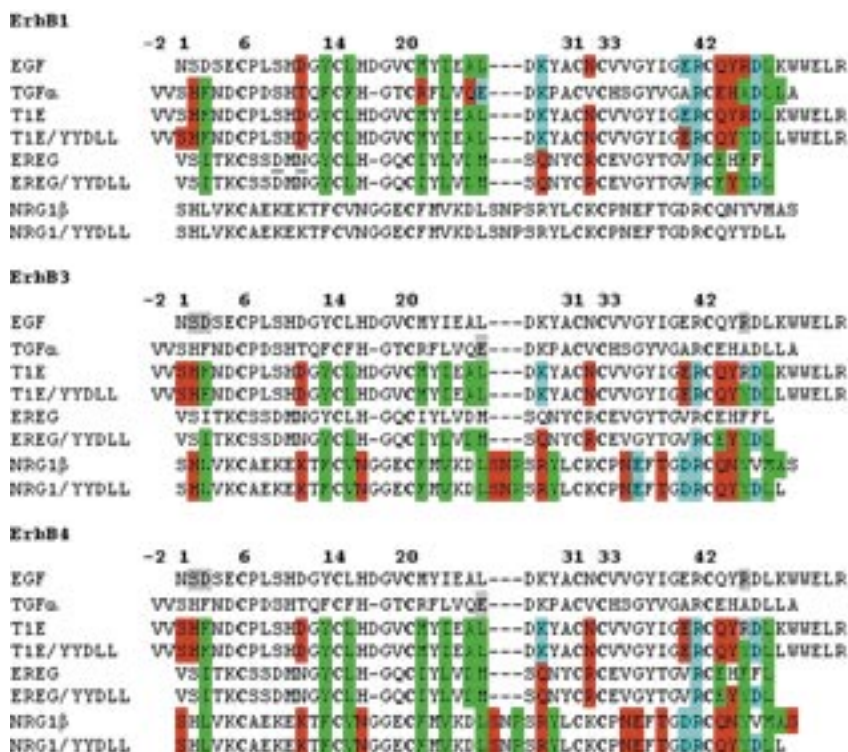 ErbB1
-2 1 6 14 20 31 33 42
EGF NSDSECPLSHDGYCLHDGVCMYIEAL---DKYACNCVVGYIGERCQYRDLKWWELR
TGFα VVSHFNDCPDSHTQFCFH-GTCRFLVQE---DKPACVCHSGYVGARCEHADLLA
T1E VVSHFNDCPLSHDGYCLHDGVCMYIEAL---DKYACNCVVGYIGERCQYRDLKWWELR
T1E/YYDLL VVSHFNDCPLSHDGYCLHDGVCMYIEAL---DKYACNCVVGYIGERCQYYDLLWWELR
EREG VSITKCSSDMNGYCLH-GQCIYLVDM---SQNYCRCEVGYTGVRCEHFFL
EREG/YYDLL VSITKCSSDMNGYCLH-GQCIYLVDM---SQNYCRCEVGYTGVRCEYYDL
NRG1β SHLVKCAEKEKTFCVNGGECFMVKDLSNPSRYLCKCPNEFTGDRCQNYVMAS
NRG1/YYDLL SHLVKCAEKEKTFCVNGGECFMVKDLSNPSRYLCKCPNEFTGDRCQYYDLL
ErbB3
-2 1 6 14 20 31 33 42
EGF NSDSECPLSHDGYCLHDGVCMYIEAL---DKYACNCVVGYIGERCQYRDLKWWELR
TGFα VVSHFNDCPDSHTQFCFH-GTCRFLVQE---DKPACVCHSGYVGARCEHADLLA
T1E VVSHFNDCPLSHDGYCLHDGVCMYIEAL---DKYACNCVVGYIGERCQYRDLKWWELR
T1E/YYDLL VVSHFNDCPLSHDGYCLHDGVCMYIEAL---DKYACNCVVGYIGERCQYYDLLWWELR
EREG VSITKCSSDMNGYCLH-GQCIYLVDM---SQNYCRCEVGYTGVRCEHFFL
EREG/YYDLL VSITKCSSDMNGYCLH-GQCIYLVDM---SQNYCRCEVGYTGVRCEYYDL
NRG1β SHLVKCAEKEKTFCVNGGECFMVKDLSNPSRYLCKCPNEFTGDRCQNYVMAS
NRG1/YYDLL SHLVKCAEKEKTFCVNGGECFMVKDLSNPSRYLCKCPNEFTGDRCQYYDLL
ErbB4
-2 1 6 14 20 31 33 42
EGF NSDSECPLSHDGYCLHDGVCMYIEAL---DKYACNCVVGYIGERCQYRDLKWWELR
TGFα VVSHFNDCPDSHTQFCFH-GTCRFLVQE---DKPACVCHSGYVGARCEHADLLA
T1E VVSHFNDCPLSHDGYCLHDGVCMYIEAL---DKYACNCVVGYIGERCQYRDLKWWELR
T1E/YYDLL VVSHFNDCPLSHDGYCLHDGVCMYIEAL---DKYACNCVVGYIGERCQYYDLLWWELR
EREG VSITKCSSDMNGYCLH-GQCIYLVDM---SQNYCRCEVGYTGVRCEHFFL
EREG/YYDLL VSITKCSSDMNGYCLH-GQCIYLVDM---SQNYCRCEVGYTGVRCEYYDL
NRG1β SHLVKCAEKEKTFCVNGGECFMVKDLSNPSRYLCKCPNEFTGDRCQNYVMAS
NRG1/YYDLL SHLVKCAEKEKTFCVNGGECFMVKDLSNPSRYLCKCPNEFTGDRCQYYDLL